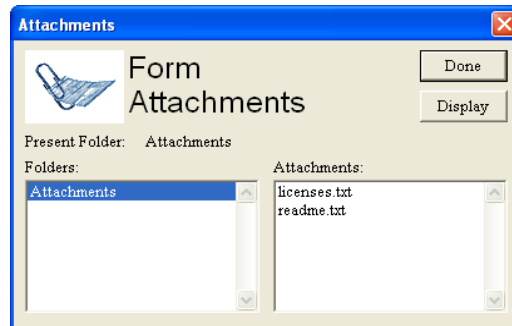 Attachments
Form
Attachments
Done
Display
Present Folder: Attachments
Folders:
Attachments
Attachments:
licenses.txt
readme.txt